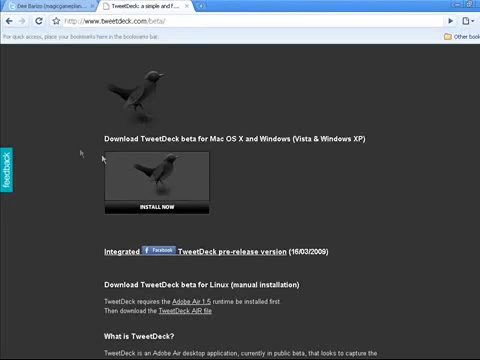 Dee Barizo (magicgameplan
TweetDeck: a simple and f
http://www.tweetdeck.com/beta/
For quick access, place your bookmarks here in the bookmarks bar.
Other book
feedback
Download TweetDeck beta for Mac OS X and Windows (Vista & Windows XP)
INSTALL NOW
Integrated Facebook TweetDeck pre-release version (16/03/2009)
Download TweetDeck beta for Linux (manual installation)
TweetDeck requires the Adobe Air 1.5 runtime be installed first
Then download the TweetDeck AIR file
What is TweetDeck?
TweetDeck is an Adobe Air desktop application, currently in public beta, that looks to capture the